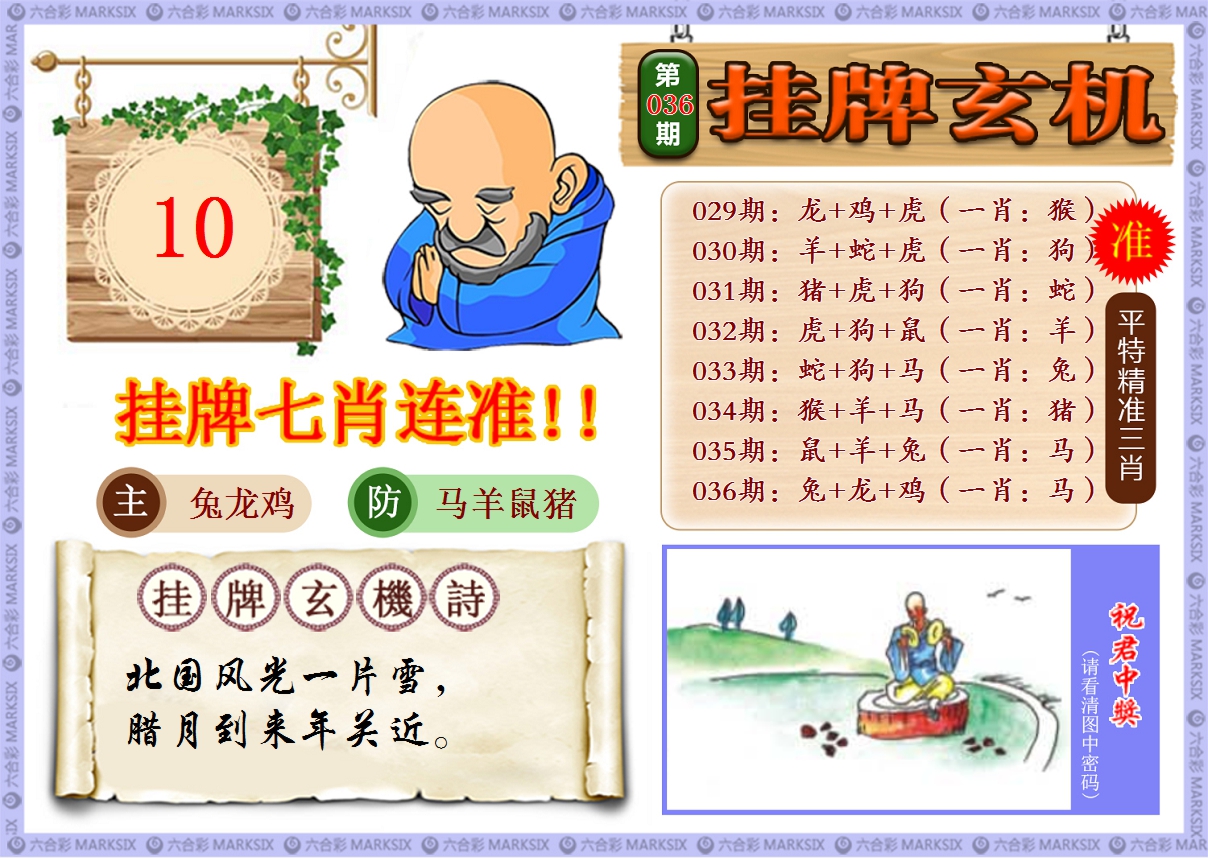 六合彩 MARKSIX
第
036
期
挂牌玄机
10
挂牌七肖连准!!
主 兔龙鸡
防 马羊鼠猪
挂牌玄機詩
北国风光一片雪，
腊月到来年关近。
029期：龙+鸡+虎（一肖：猴）
030期：羊+蛇+虎（一肖：狗）
031期：猪+虎+狗（一肖：蛇）
032期：虎+狗+鼠（一肖：羊）
033期：蛇+狗+马（一肖：兔）
034期：猴+羊+马（一肖：猪）
035期：鼠+羊+兔（一肖：马）
036期：兔+龙+鸡（一肖：马）
准
平特精准三肖
祝君中奖
（请看清图中密码）